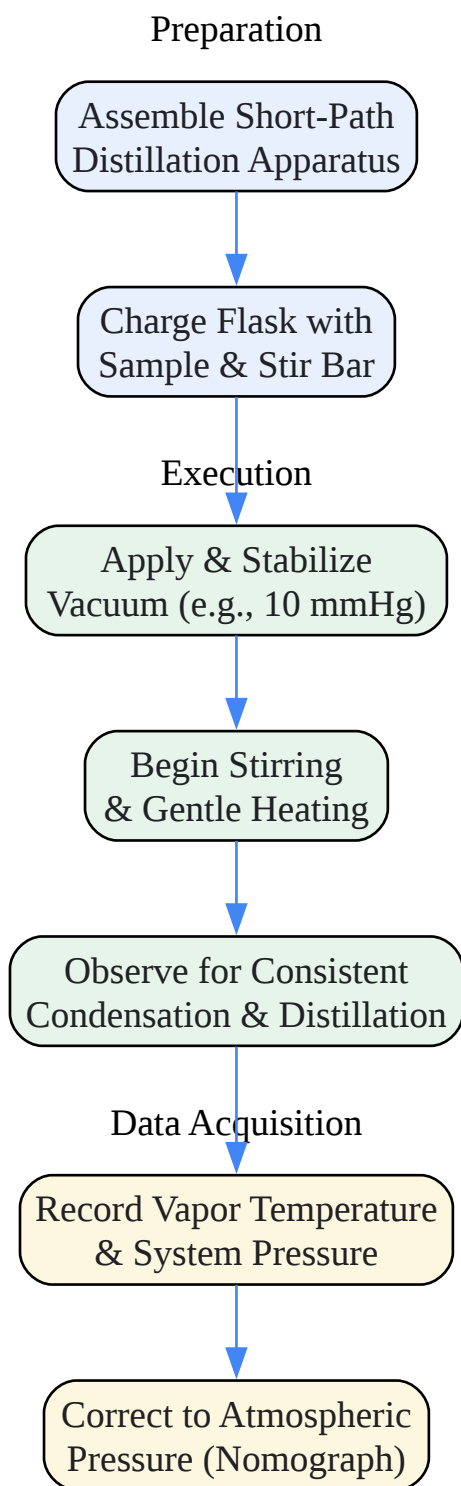 Preparation
Assemble Short-Path
Distillation Apparatus
Charge Flask with
Sample & Stir Bar
Execution
Apply & Stabilize
Vacuum (e.g., 10 mmHg)
Begin Stirring
& Gentle Heating
Observe for Consistent
Condensation & Distillation
Data Acquisition
Record Vapor Temperature
& System Pressure
Correct to Atmospheric
Pressure (Nomograph)